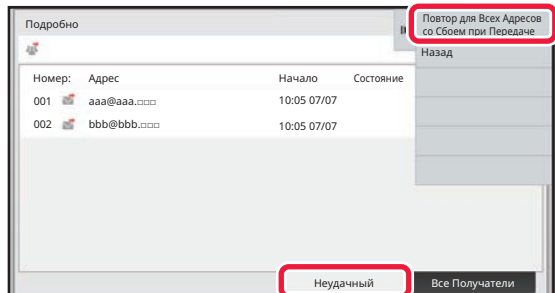 Подробно
Повтор для Всех Адресов
со Сбоем при Передаче
Назад
Номер: Адрес Начало Состояние
001 aaa@aaa.□□□ 10:05 07/07
002 bbb@bbb.□□□ 10:05 07/07
Неудачный Все Получатели